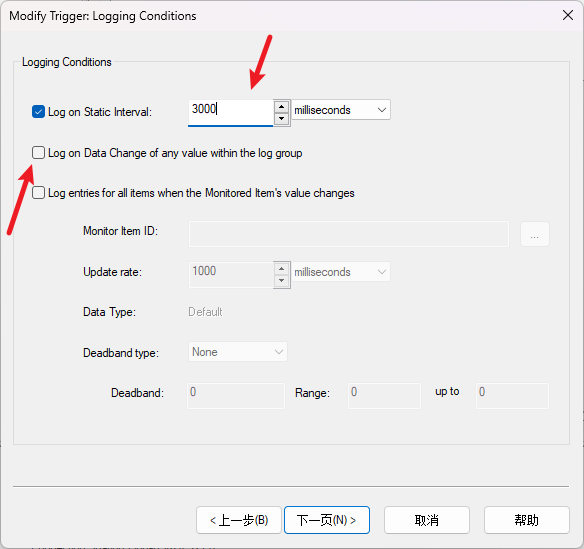 Modify Trigger: Logging Conditions
Logging Conditions
Log on Static Interval: 3000 milliseconds
Log on Data Change of any value within the log group
Log entries for all items when the Monitored Item's value changes
Monitor Item ID: ...
Update rate: 1000 milliseconds
Data Type: Default
Deadband type: None
Deadband: 0 Range: 0 up to 0
< 上一步(B) 下一页(N) > 取消 帮助